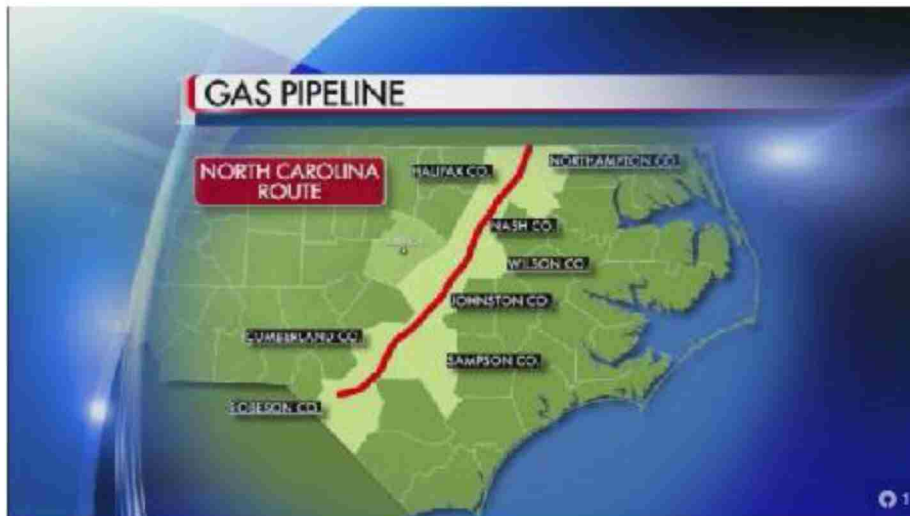 GAS PIPELINE
NORTH CAROLINA
ROUTE
HALIFAX CO.
NORTHAMPTON CO.
NASH CO.
WILSON CO.
JOHNSTON CO.
CUMBERLAND CO.
SAMPSON CO.
ROBESON CO.
1